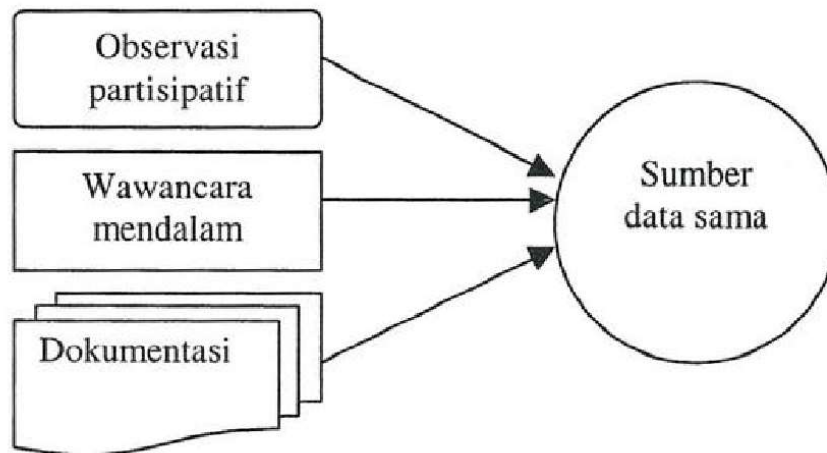 Observasi
partisipatif
Wawancara
mendalam
Dokumentasi
Sumber
data sama